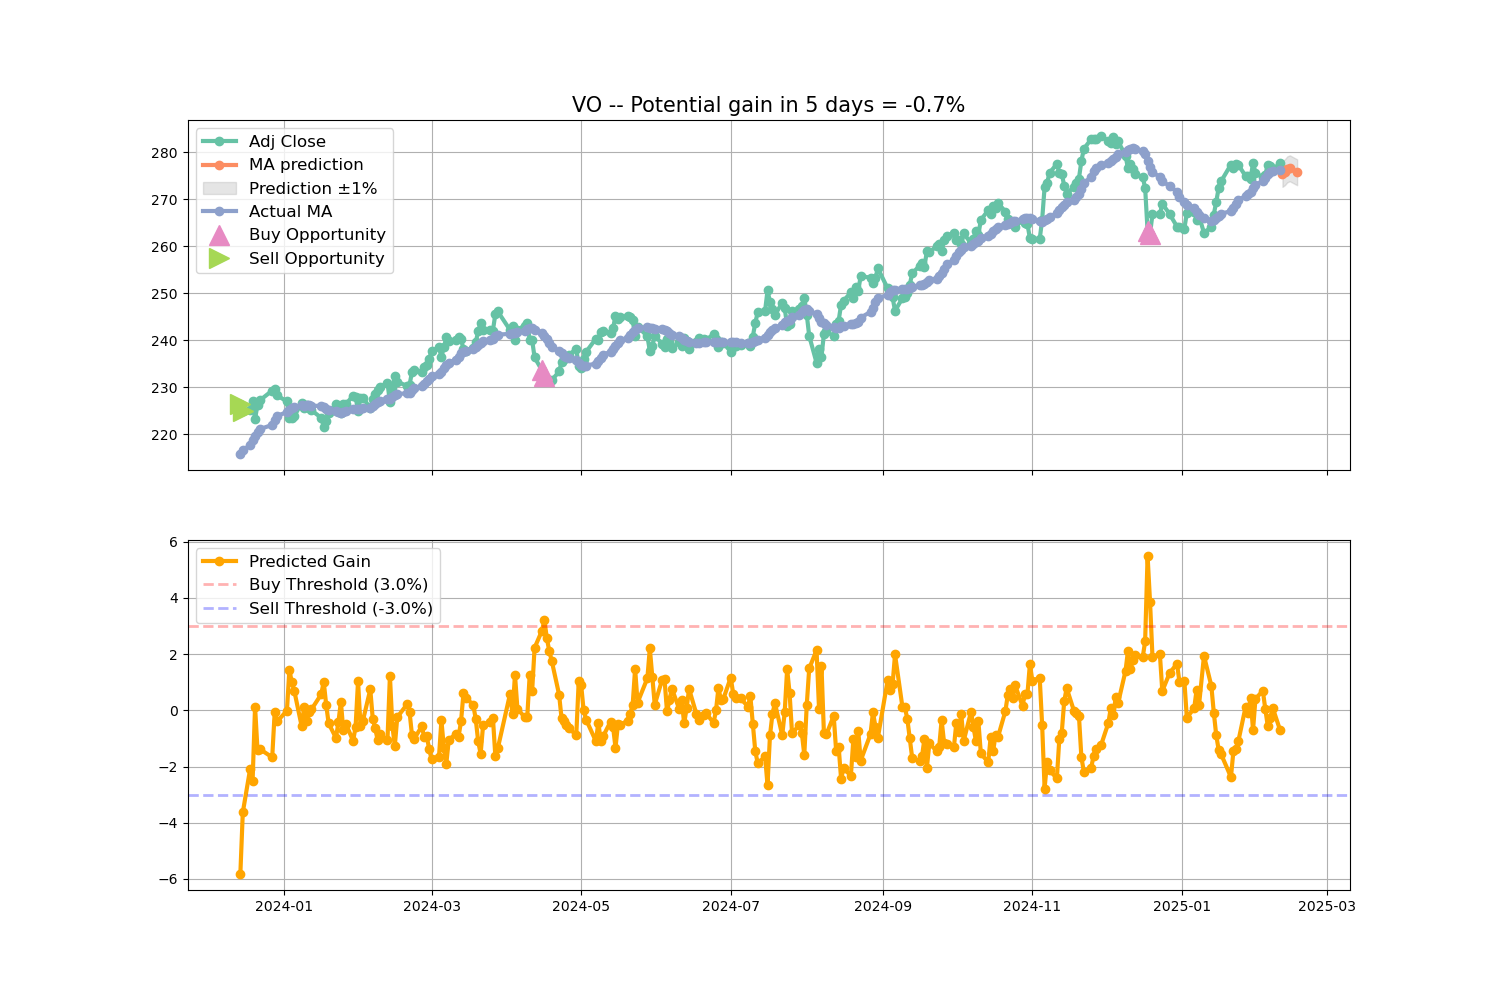 VO -- Potential gain in 5 days = -0.7%
Adj Close
MA prediction
Prediction ±1%
Actual MA
Buy Opportunity
Sell Opportunity
280
270
260
250
240
230
220
Predicted Gain
Buy Threshold (3.0%)
Sell Threshold (-3.0%)
6
4
2
0
−2
−4
−6
2024-01 2024-03 2024-05 2024-07 2024-09 2024-11 2025-01 2025-03